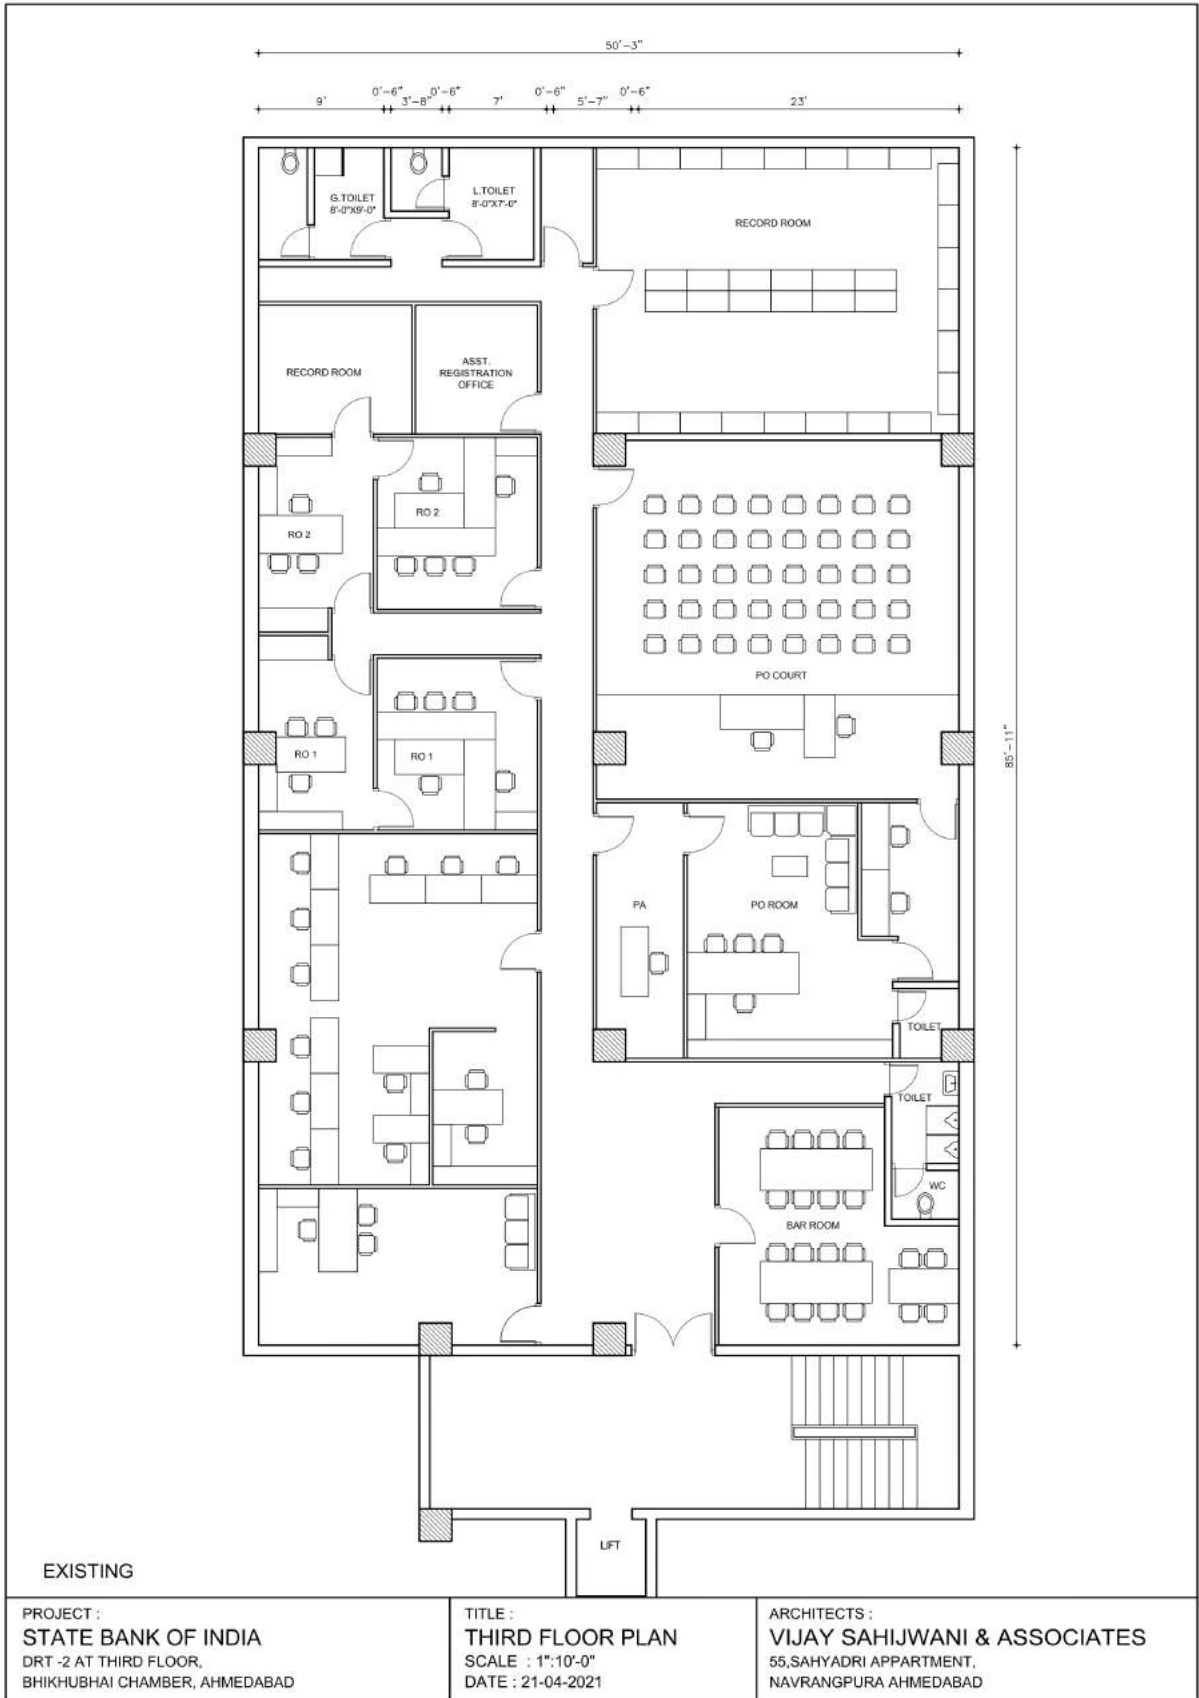 50'-3"
9'
0'-6"
3'-8"
0'-6"
7'
0'-6"
5'-7"
0'-6"
23'
G.TOILET
8'-0"X9'-0"
L.TOILET
8'-0"X7'-0"
RECORD ROOM
RECORD ROOM
ASST.
REGISTRATION
OFFICE
RO 2
RO 2
PO COURT
85'-11"
RO 1
RO 1
PA
PO ROOM
TOILET
TOILET
WC
BAR ROOM
LIFT
EXISTING
PROJECT :
STATE BANK OF INDIA
DRT -2 AT THIRD FLOOR,
BHIKHUBHAI CHAMBER, AHMEDABAD
TITLE :
THIRD FLOOR PLAN
SCALE : 1":10'-0"
DATE : 21-04-2021
ARCHITECTS :
VIJAY SAHIJWANI & ASSOCIATES
55,SAHYADRI APPARTMENT,
NAVRANGPURA AHMEDABAD